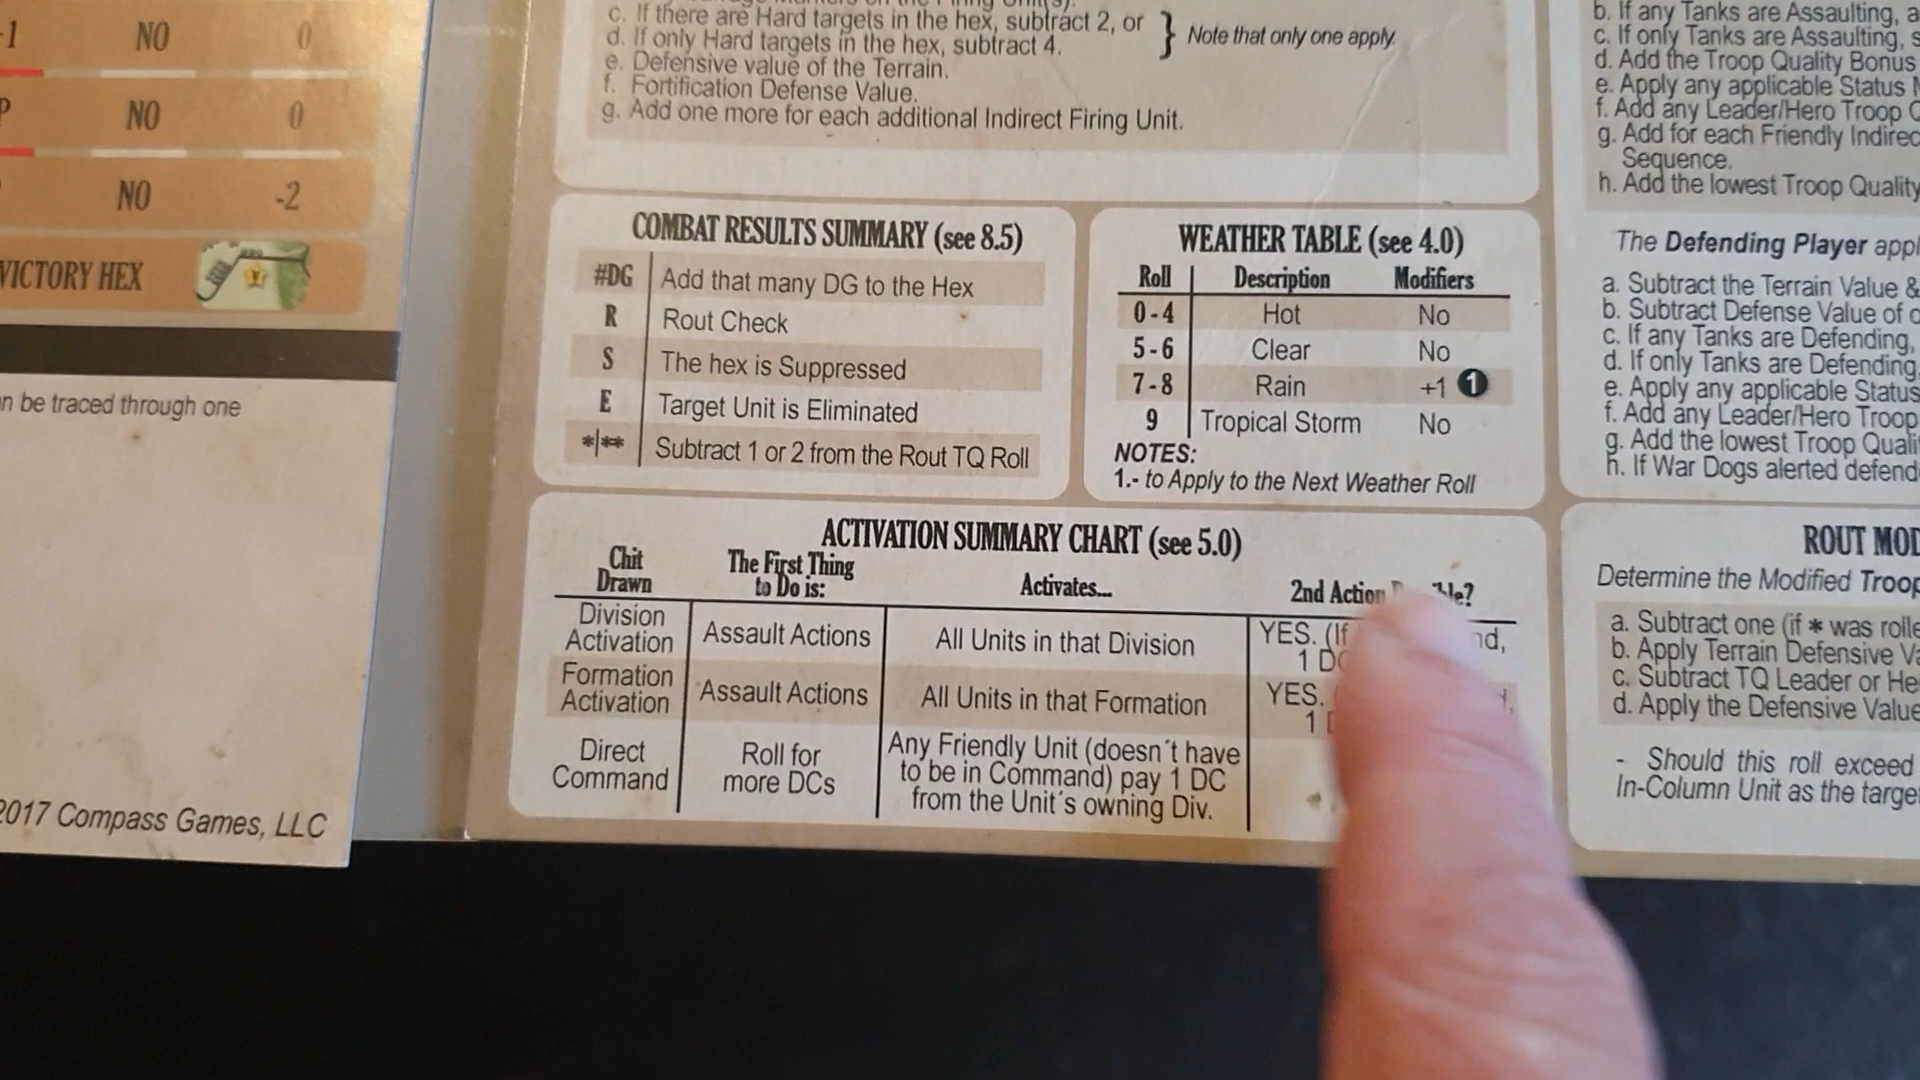 -1 NO 0
P NO 0
NO -2
VICTORY HEX
n be traced through one
2017 Compass Games, LLC
c. If there are Hard targets in the hex, subtract 2, or
d. If only Hard targets in the hex, subtract 4.
Note that only one apply.
e. Defensive value of the Terrain.
f. Fortification Defense Value.
g. Add one more for each additional Indirect Firing Unit.
COMBAT RESULTS SUMMARY (see 8.5)
#DG Add that many DG to the Hex
R Rout Check
S The hex is Suppressed
E Target Unit is Eliminated
*|** Subtract 1 or 2 from the Rout TQ Roll
WEATHER TABLE (see 4.0)
Roll Description Modifiers
0-4 Hot No
5-6 Clear No
7-8 Rain +1 1
9 Tropical Storm No
NOTES:
1.- to Apply to the Next Weather Roll
ACTIVATION SUMMARY CHART (see 5.0)
Chit
Drawn
The First Thing
to Do is:
Activates...
2nd Action
Division
Activation
Assault Actions
All Units in that Division
YES. (If
1
Formation
Activation
Assault Actions
All Units in that Formation
YES.
1
Direct
Command
Roll for
more DCs
Any Friendly Unit (doesn´t have
to be in Command) pay 1 DC
from the Unit´s owning Div.
b. If any Tanks are Assaulting, a
c. If only Tanks are Assaulting, s
d. Add the Troop Quality Bonus
e. Apply any applicable Status
f. Add any Leader/Hero Troop
g. Add for each Friendly Indirec
Sequence.
h. Add the lowest Troop Quality
The Defending Player appl
a. Subtract the Terrain Value &
b. Subtract Defense Value of
c. If any Tanks are Defending,
d. If only Tanks are Defending,
e. Apply any applicable Status
f. Add any Leader/Hero Troop
g. Add the lowest Troop Quali
h. If War Dogs alerted defend
ROUT MOD
Determine the Modified Troop
a. Subtract one (if * was rolle
b. Apply Terrain Defensive Va
c. Subtract TQ Leader or He
d. Apply the Defensive Value
- Should this roll exceed
In-Column Unit as the targe